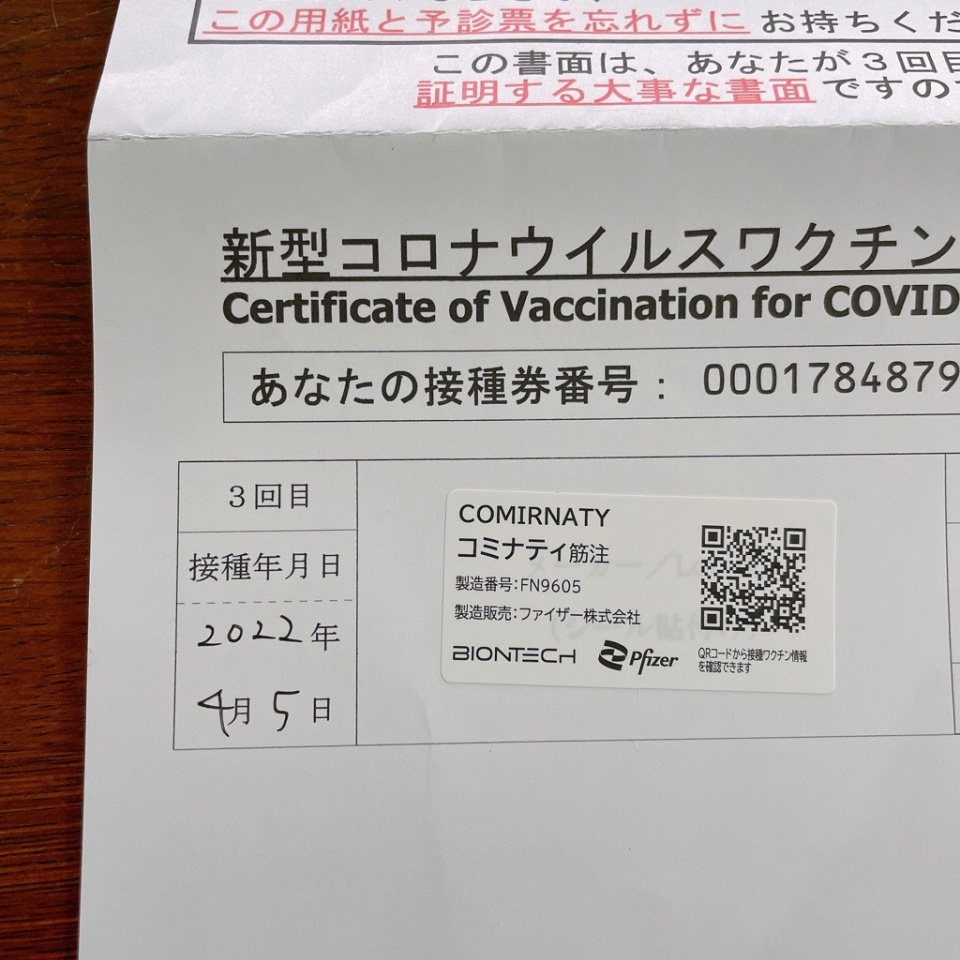 この用紙と予診票を忘れずに お持ちくだ
この書面は、あなたが3回目
証明する大事な書面 ですので
新型コロナウイルスワクチン
Certificate of Vaccination for COVID
あなたの接種券番号： 0001784879
3回目
接種年月日
2022年
4月5日
COMIRNATY
コミナティ筋注
製造番号:FN9605
製造販売:ファイザー株式会社
BIONTECH Pfizer
QRコードから接種ワクチン情報
を確認できます